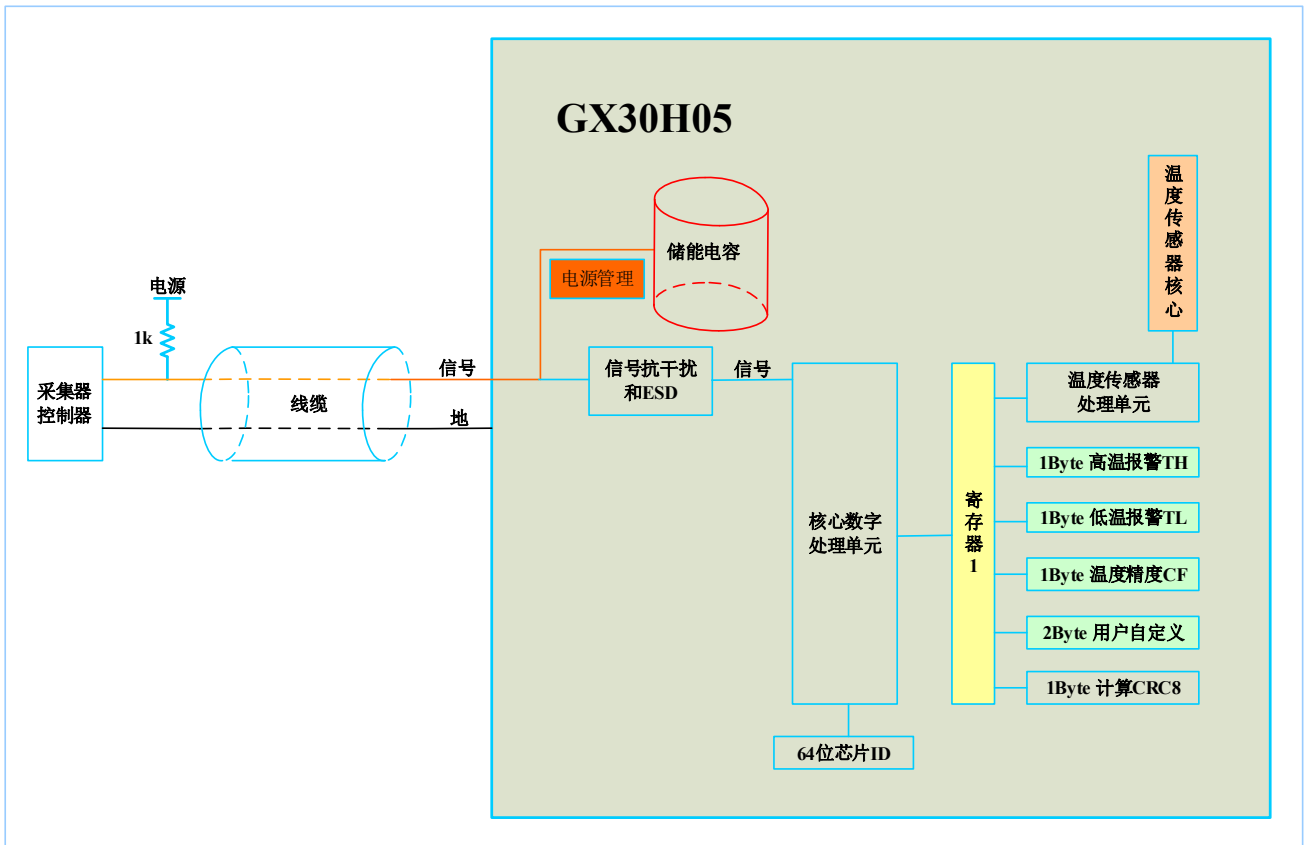 GX30H05
温
度
传
感
器
核
心
储能电容
电源管理
电源
1k
采集器
控制器
线缆
信号
地
信号抗干扰
和ESD
信号
核心数字
处理单元
64位芯片ID
寄
存
器
1
温度传感器
处理单元
1Byte 高温报警TH
1Byte 低温报警TL
1Byte 温度精度CF
2Byte 用户自定义
1Byte 计算CRC8